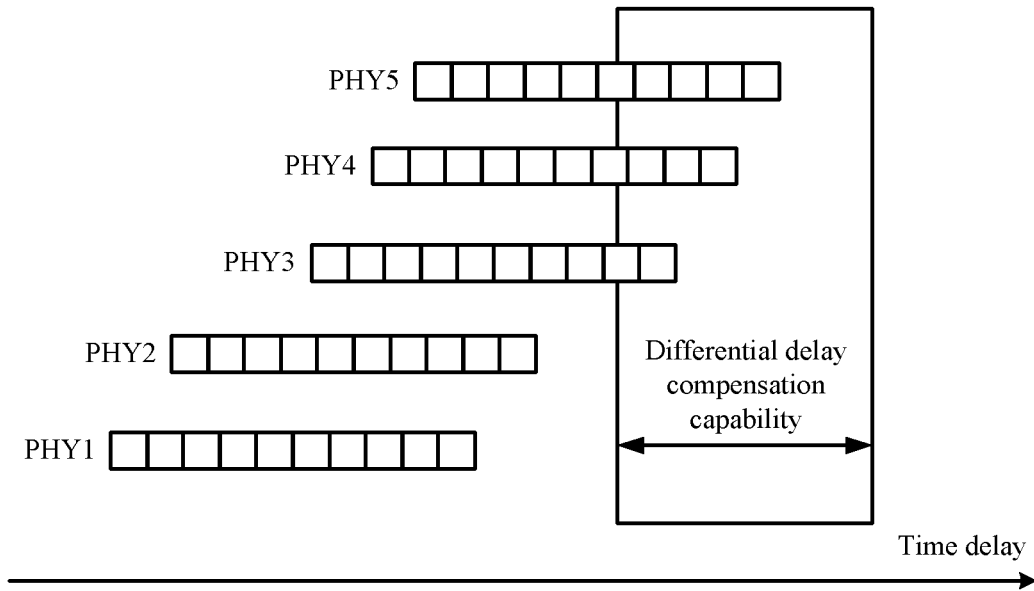 PHY5
PHY4
PHY3
PHY2
Differential delay
compensation
capability
PHY1
Time delay